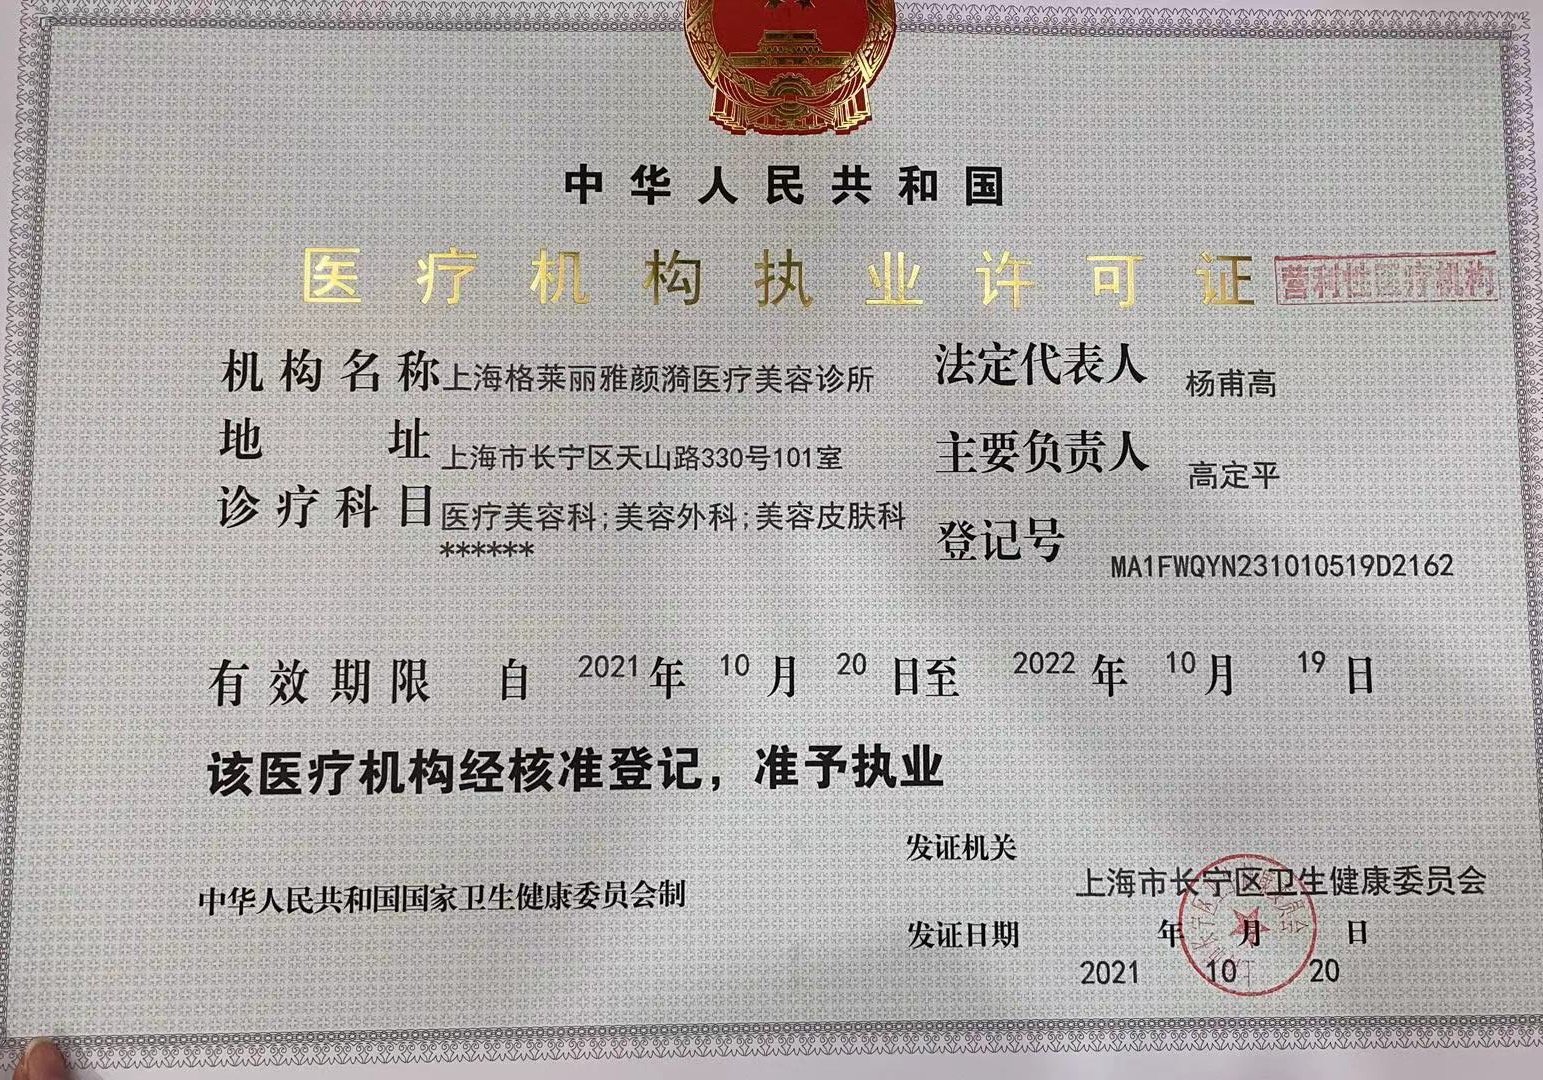 中华人民共和国
医疗机构执业许可证
营利性医疗机构
机构名称 上海格莱丽雅颜漪医疗美容诊所
法定代表人 杨甫高
地址 上海市长宁区天山路330号101室
主要负责人 高定平
诊疗科目 医疗美容科;美容外科;美容皮肤科
******
登记号 MA1FWQYN231010519D2162
有效期限 自 2021 年 10 月 20 日至 2022 年 10 月 19 日
该医疗机构经核准登记，准予执业
发证机关
上海市长宁区卫生健康委员会
中华人民共和国国家卫生健康委员会制
发证日期 年 月 日
2021 10 20